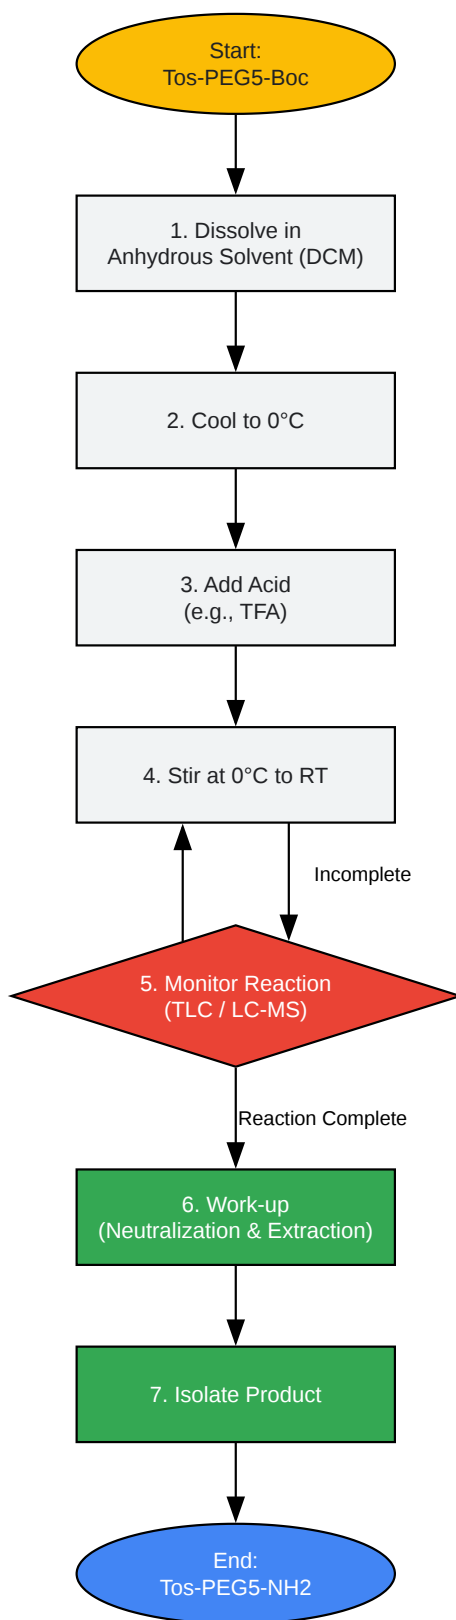 Start:
Tos-PEG5-Boc
1. Dissolve in
Anhydrous Solvent (DCM)
2. Cool to 0°C
3. Add Acid
(e.g., TFA)
4. Stir at 0°C to RT
Incomplete
5. Monitor Reaction
(TLC / LC-MS)
Reaction Complete
6. Work-up
(Neutralization & Extraction)
7. Isolate Product
End:
Tos-PEG5-NH2